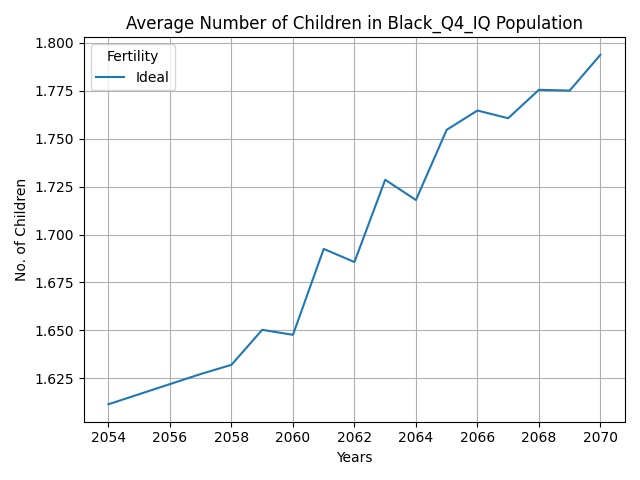 Average Number of Children in Black_Q4_IQ Population
Fertility
Ideal
No. of Children
1.800
1.775
1.750
1.725
1.700
1.675
1.650
1.625
2054 2056 2058 2060 2062 2064 2066 2068 2070
Years